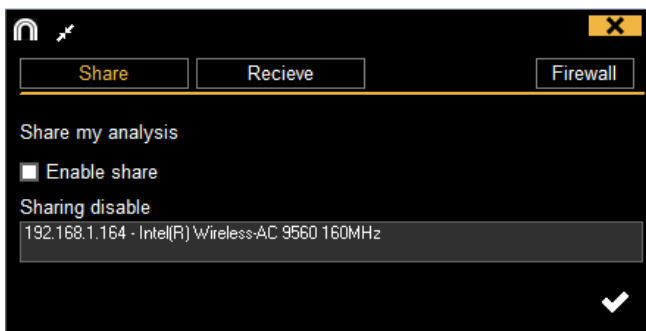 Share Recieve Firewall
Share my analysis
Enable share
Sharing disable
192.168.1.164 - Intel(R) Wireless-AC 9560 160MHz